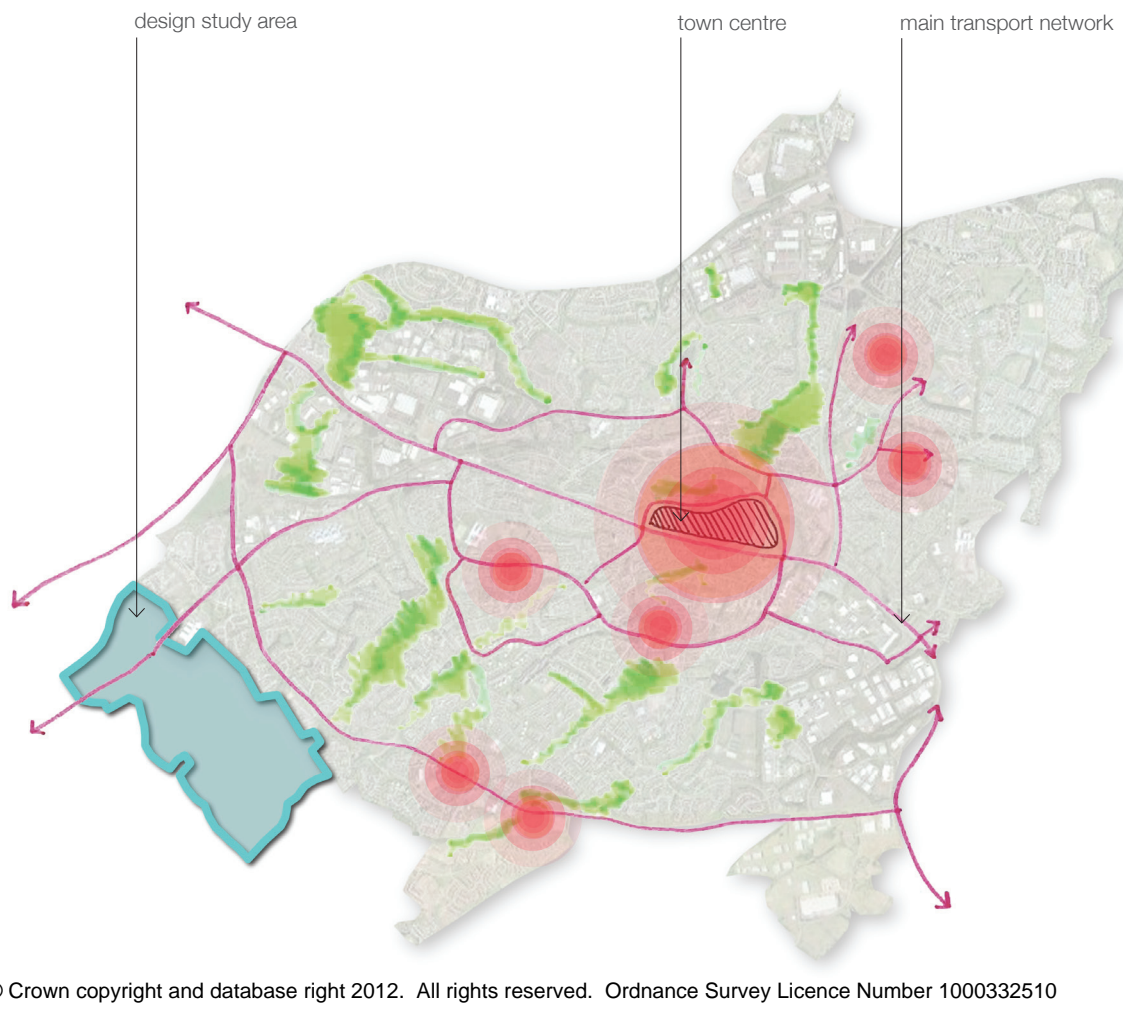 design study area
town centre
main transport network
© Crown copyright and database right 2012. All rights reserved. Ordnance Survey Licence Number 1000332510